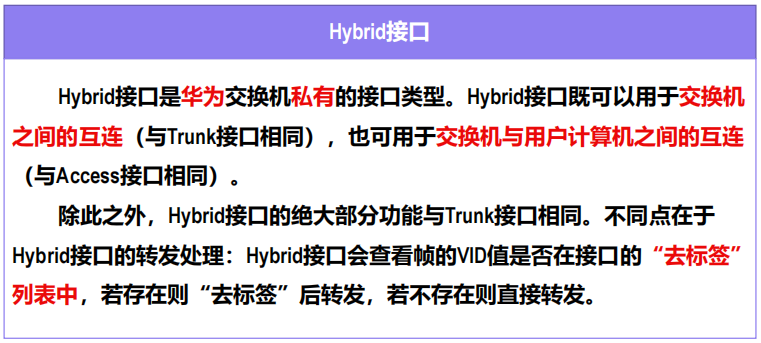 Hybrid接口
Hybrid接口是华为交换机私有的接口类型。Hybrid接口既可以用于交换机
之间的互连（与Trunk接口相同），也可用于交换机与用户计算机之间的互连
（与Access接口相同）。
除此之外，Hybrid接口的绝大部分功能与Trunk接口相同。不同点在于
Hybrid接口的转发处理：Hybrid接口会查看帧的VID值是否在接口的“去标签”
列表中，若存在则“去标签”后转发，若不存在则直接转发。